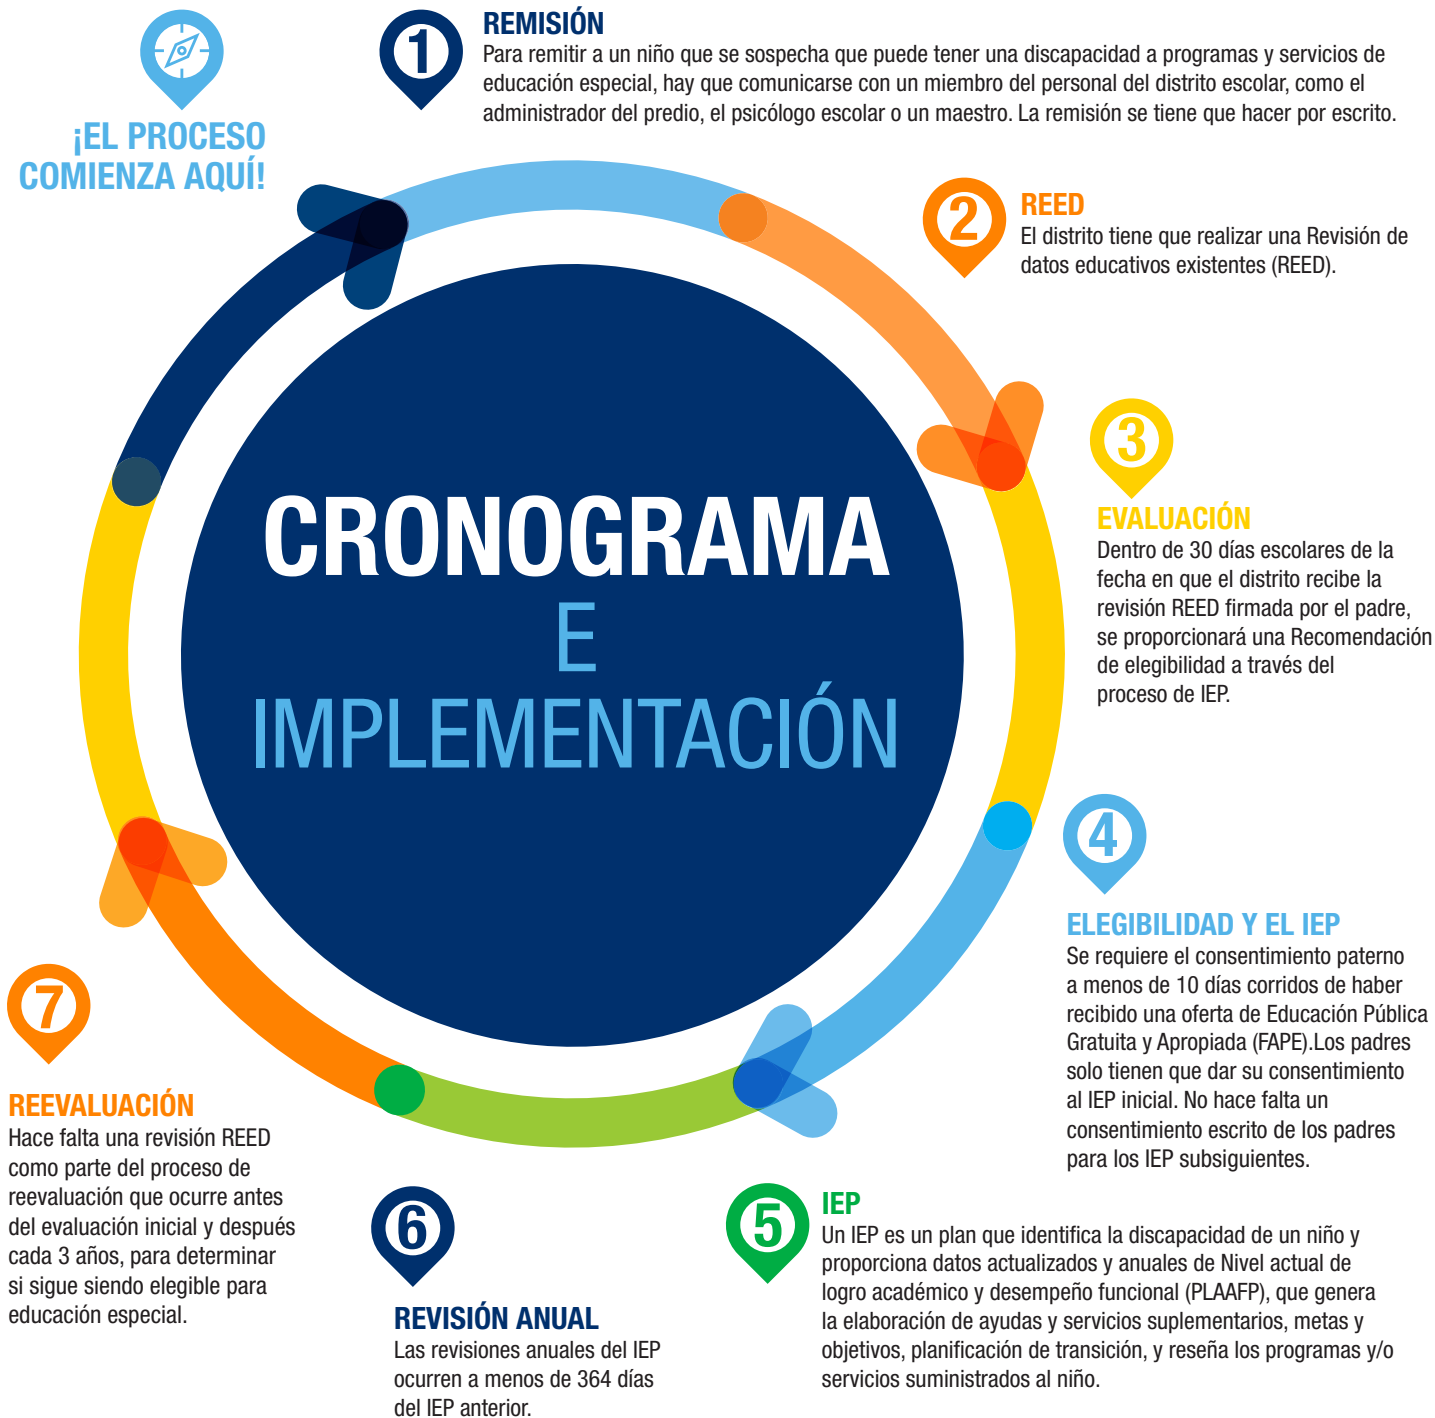 ¡EL PROCESO
COMIENZA AQUÍ!
1
REMISIÓN
Para remitir a un niño que se sospecha que puede tener una discapacidad a programas y servicios de
educación especial, hay que comunicarse con un miembro del personal del distrito escolar, como el
administrador del predio, el psicólogo escolar o un maestro. La remisión se tiene que hacer por escrito.
2
REED
El distrito tiene que realizar una Revisión de
datos educativos existentes (REED).
3
EVALUACIÓN
Dentro de 30 días escolares de la
fecha en que el distrito recibe la
revisión REED firmada por el padre,
se proporcionará una Recomendación
de elegibilidad a través del
proceso de IEP.
CRONOGRAMA
E
IMPLEMENTACIÓN
4
ELEGIBILIDAD Y EL IEP
Se requiere el consentimiento paterno
a menos de 10 días corridos de haber
recibido una oferta de Educación Pública
Gratuita y Apropiada (FAPE).Los padres
solo tienen que dar su consentimiento
al IEP inicial. No hace falta un
consentimiento escrito de los padres
para los IEP subsiguientes.
5
IEP
Un IEP es un plan que identifica la discapacidad de un niño y
proporciona datos actualizados y anuales de Nivel actual de
logro académico y desempeño funcional (PLAAFP), que genera
la elaboración de ayudas y servicios suplementarios, metas y
objetivos, planificación de transición, y reseña los programas y/o
servicios suministrados al niño.
6
REVISIÓN ANUAL
Las revisiones anuales del IEP
ocurren a menos de 364 días
del IEP anterior.
7
REEVALUACIÓN
Hace falta una revisión REED
como parte del proceso de
reevaluación que ocurre antes
del evaluación inicial y después
cada 3 años, para determinar
si sigue siendo elegible para
educación especial.